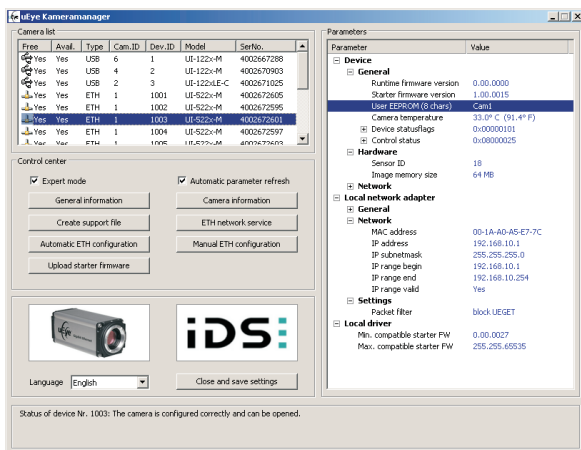 uEye Kameramanager
Camera list
Free Avail. Type Cam.ID Dev.ID Model SerNo.
Yes Yes USB 6 1 UI-122x-M 4002667288
Yes Yes USB 4 2 UI-122x-M 4002670903
Yes Yes USB 2 3 UI-122xLE-C 4002671025
Yes Yes ETH 1 1001 UI-522x-M 4002672605
Yes Yes ETH 1 1002 UI-522x-M 4002672595
Yes Yes ETH 1 1003 UI-522x-M 4002672601
Yes Yes ETH 1 1004 UI-522x-M 4002672597
Yes Yes ETH 1 1005 UI-522x-M 4002672603
Control center
Expert mode
Automatic parameter refresh
General information
Camera information
Create support file
ETH network service
Automatic ETH configuration
Manual ETH configuration
Upload starter firmware
uEye
iDS
Language English
Close and save settings
Parameters
Parameter Value
Device
General
Runtime firmware version 0.00.0000
Starter firmware version 1.00.0015
User EEPROM (8 chars) Cam1
Camera temperature 33.0° C (91.4° F)
Device statusflags 0x00000101
Control status 0x08000025
Hardware
Sensor ID 18
Image memory size 64 MB
Network
Local network adapter
General
Network
MAC address 00-1A-A0-A5-E7-7C
IP address 192.168.10.1
IP subnetmask 255.255.255.0
IP range begin 192.168.10.1
IP range end 192.168.10.254
IP range valid Yes
Settings
Packet filter block UEGET
Local driver
Min. compatible starter FW 0.00.0027
Max. compatible starter FW 255.255.65535
Status of device Nr. 1003: The camera is configured correctly and can be opened.